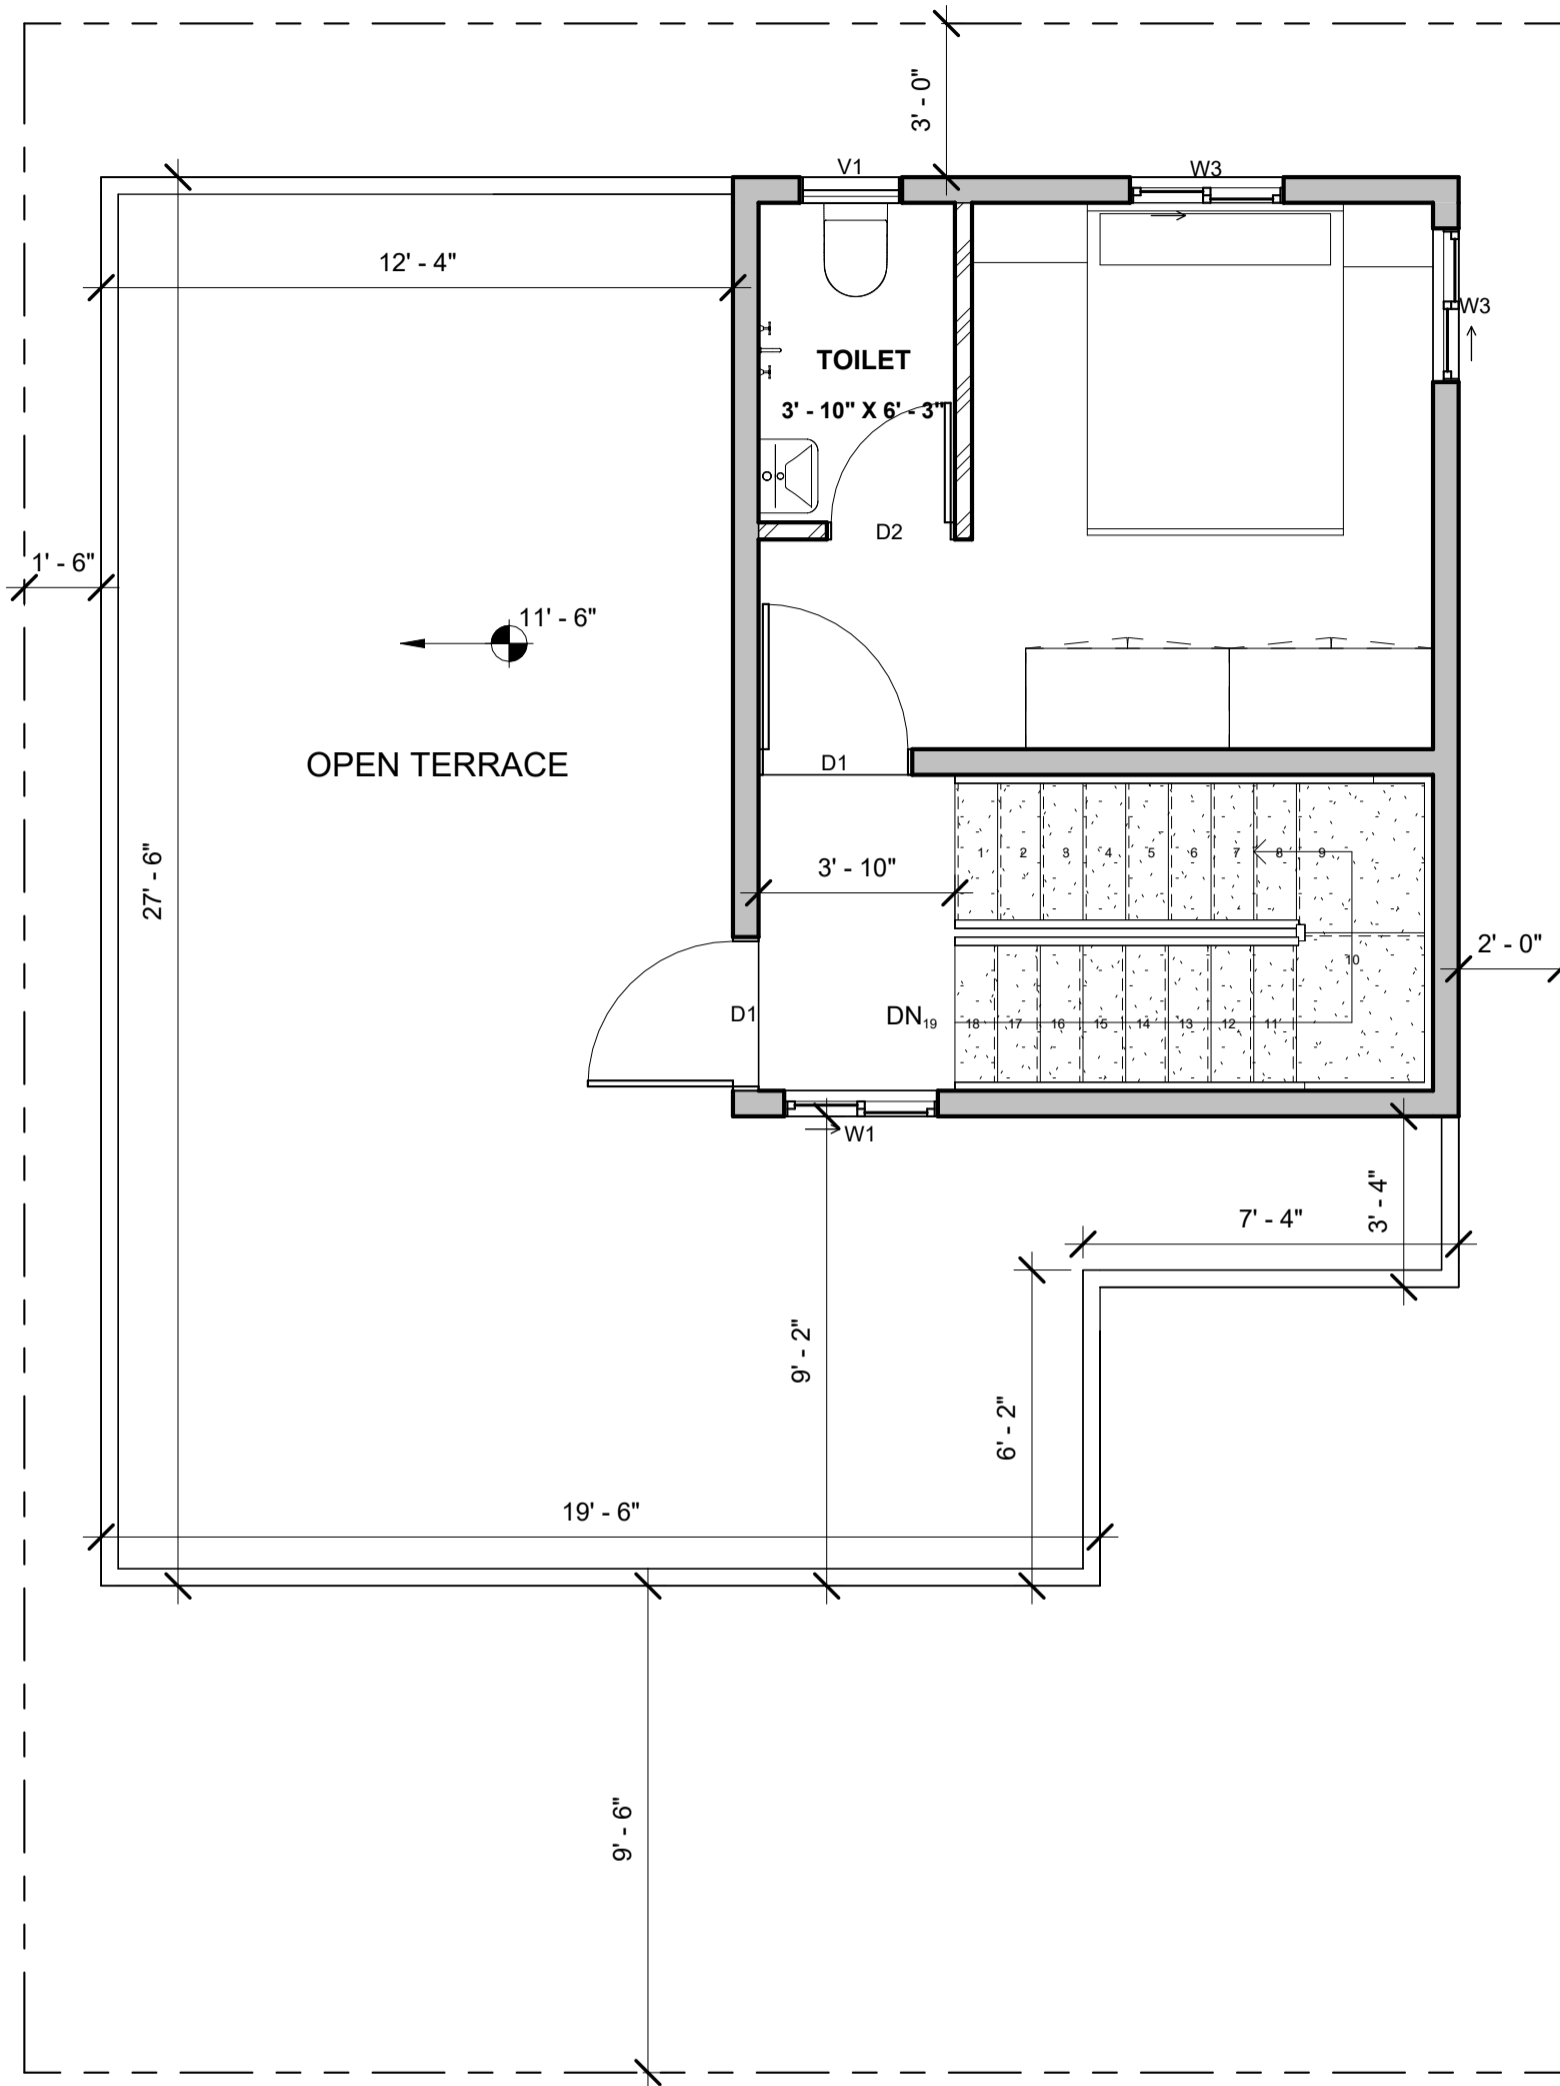 3' - 0"
V1
W3
12' - 4"
W3
TOILET
3' - 10" X 6' - 3"
D2
1' - 6"
11' - 6"
OPEN TERRACE
D1
27' - 6"
3' - 10"
1 2 3 4 5 6 7 8 9
10
2' - 0"
D1
DN 19 18 17 16 15 14 13 12 11
W1
3' - 4"
7' - 4"
9' - 2"
6' - 2"
19' - 6"
9' - 6"